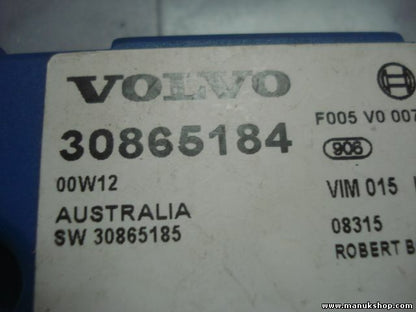 VOLVO
30865184
00W12
AUSTRALIA
SW 30865185
F005 V0 007
906
VIM 015
08315
ROBERT B
www.manukshop.com